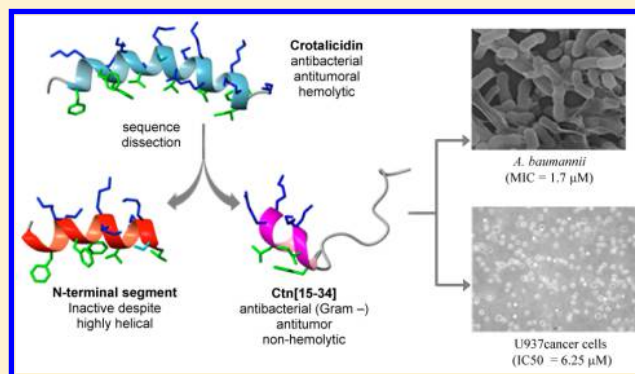 Crotalicidin
antibacterial
antitumoral
hemolytic
sequence
dissection
N-terminal segment
Inactive despite
highly helical
Ctn[15-34]
antibacterial (Gram –)
antitumor
non-hemolytic
A. baumannii
(MIC = 1.7 μM)
U937cancer cells
(IC50 = 6.25 μM)